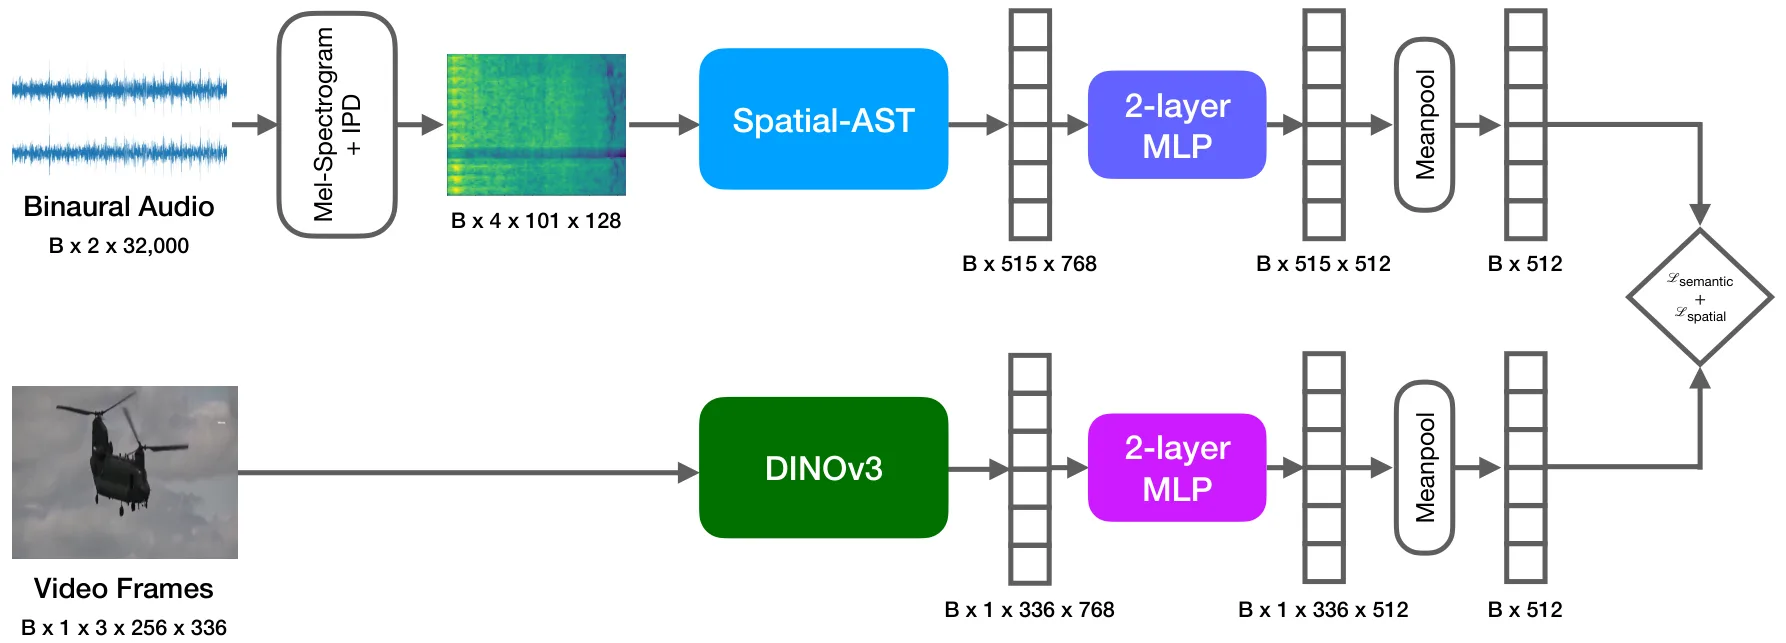 Binaural Audio
B x 2 x 32,000
Mel-Spectrogram
+ IPD
B x 4 x 101 x 128
Spatial-AST
B x 515 x 768
2-layer
MLP
B x 515 x 512
Meanpool
B x 512
ℒsemantic
+
ℒspatial
Video Frames
B x 1 x 3 x 256 x 336
DINOv3
B x 1 x 336 x 768
2-layer
MLP
B x 1 x 336 x 512
Meanpool
B x 512